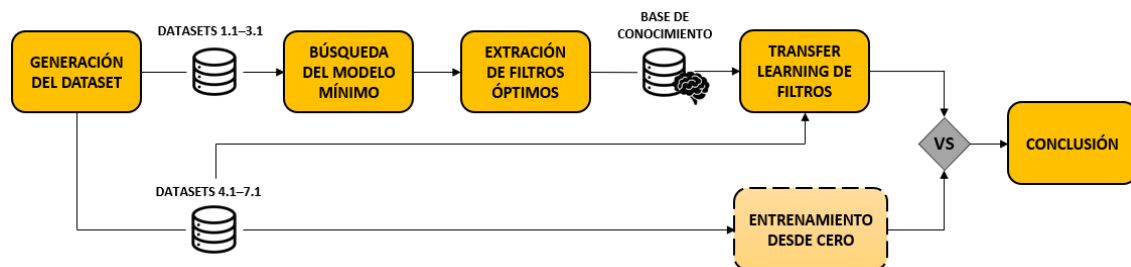 GENERACIÓN
DEL DATASET
DATASETS 1.1–3.1
BÚSQUEDA
DEL MODELO
MÍNIMO
EXTRACIÓN
DE FILTROS
ÓPTIMOS
BASE DE
CONOCIMIENTO
TRANSFER
LEARNING DE
FILTROS
VS
CONCLUSIÓN
DATASETS 4.1–7.1
ENTRENAMIENTO
DESDE CERO